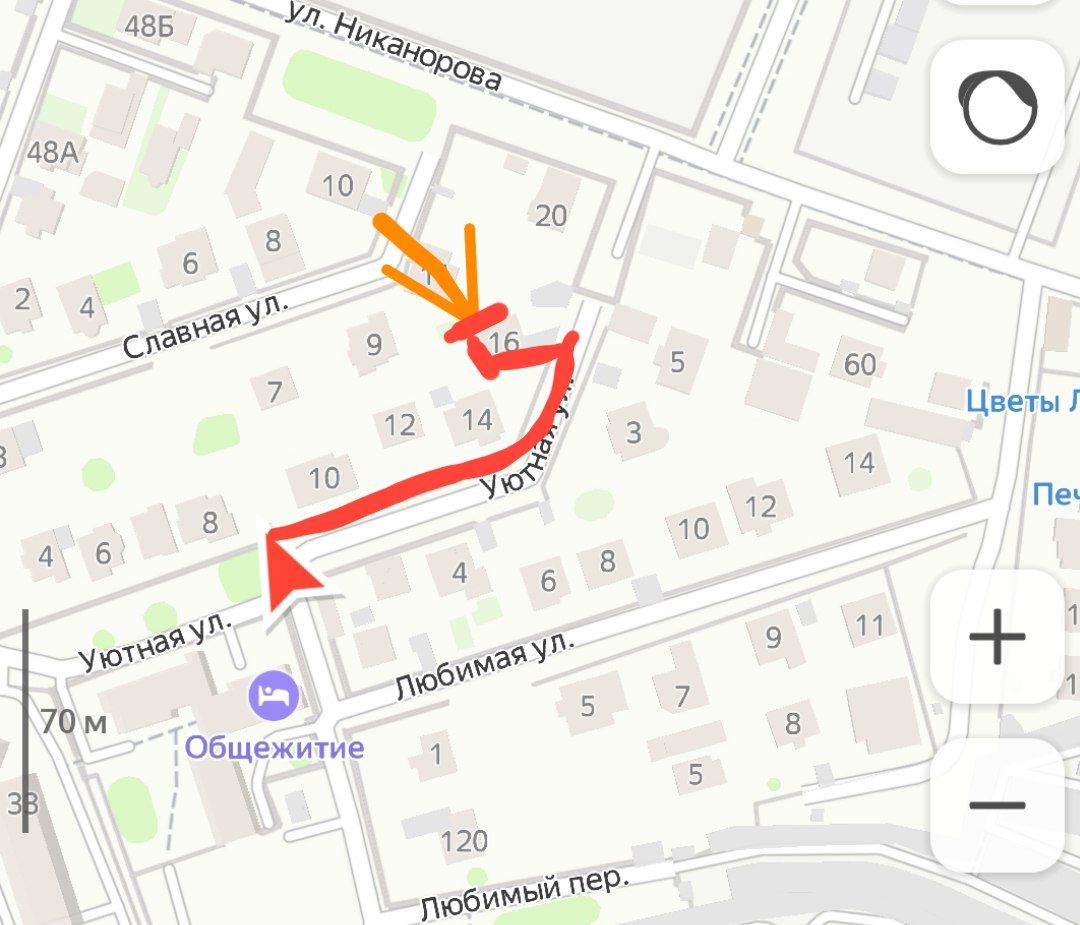 ул. Никанорова
48Б
48А
10
20
8
6
2
4
Славная ул.
16
5
9
60
Цветы Л
7
12
14
3
Уютная ул.
14
Печ
10
8
12
10
4
6
4
6
8
Уютная ул.
Любимая ул.
9
11
5
7
8
70 м
Общежитие
1
5
33
120
Любимый пер.